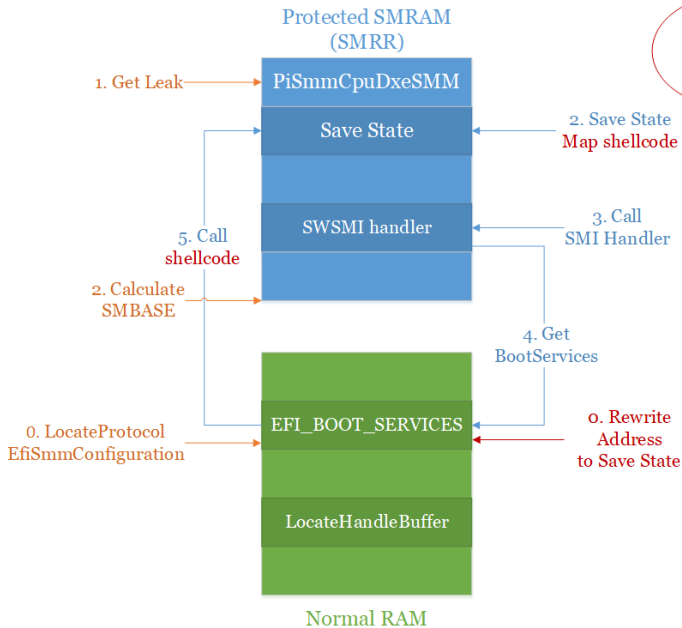 Protected SMRAM
(SMRR)
1. Get Leak
PiSmmCpuDxeSMM
Save State
2. Save State
Map shellcode
SWSMI handler
3. Call
SMI Handler
5. Call
shellcode
2. Calculate
SMBASE
4. Get
BootServices
0. LocateProtocol
EfiSmmConfiguration
EFI_BOOT_SERVICES
0. Rewrite
Address
to Save State
LocateHandleBuffer
Normal RAM